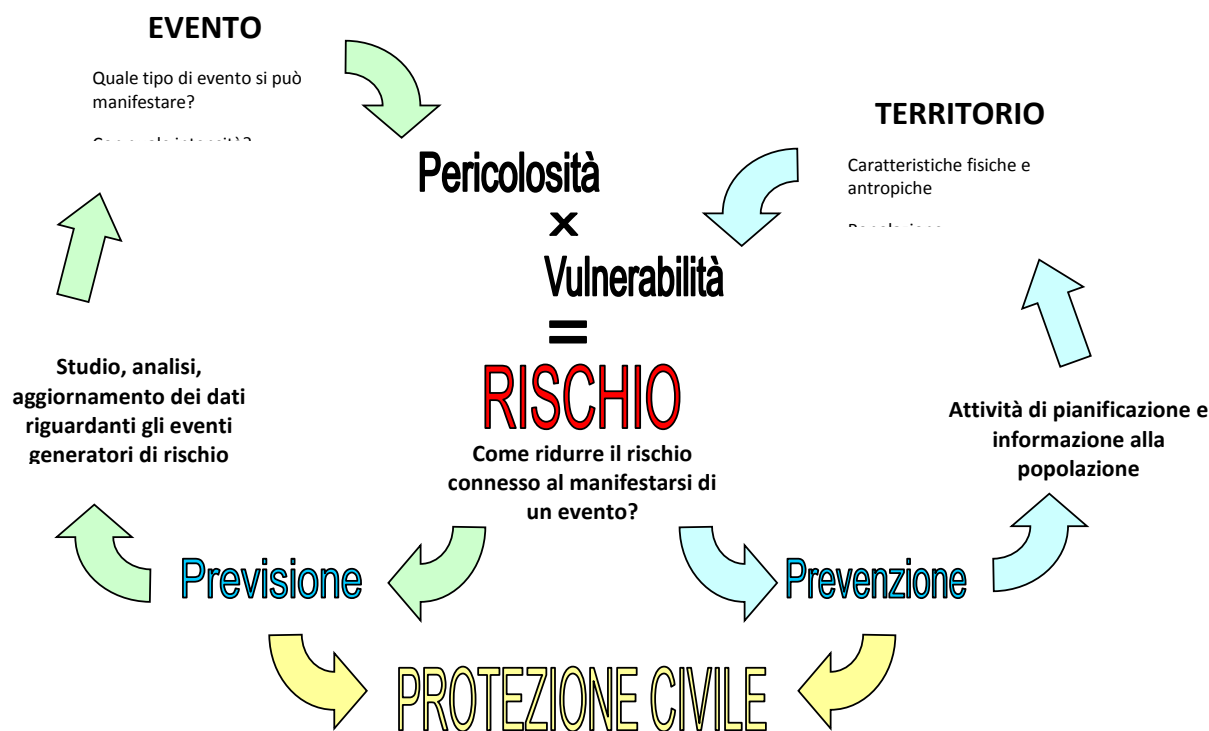 EVENTO
Quale tipo di evento si può
manifestare?
TERRITORIO
Caratteristiche fisiche e
antropiche
Pericolosità
x
Vulnerabilità
=
RISCHIO
Come ridurre il rischio
connesso al manifestarsi di
un evento?
Studio, analisi,
aggiornamento dei dati
riguardanti gli eventi
generatori di rischio
Attività di pianificazione e
informazione alla
popolazione
Previsione
Prevenzione
PROTEZIONE CIVILE